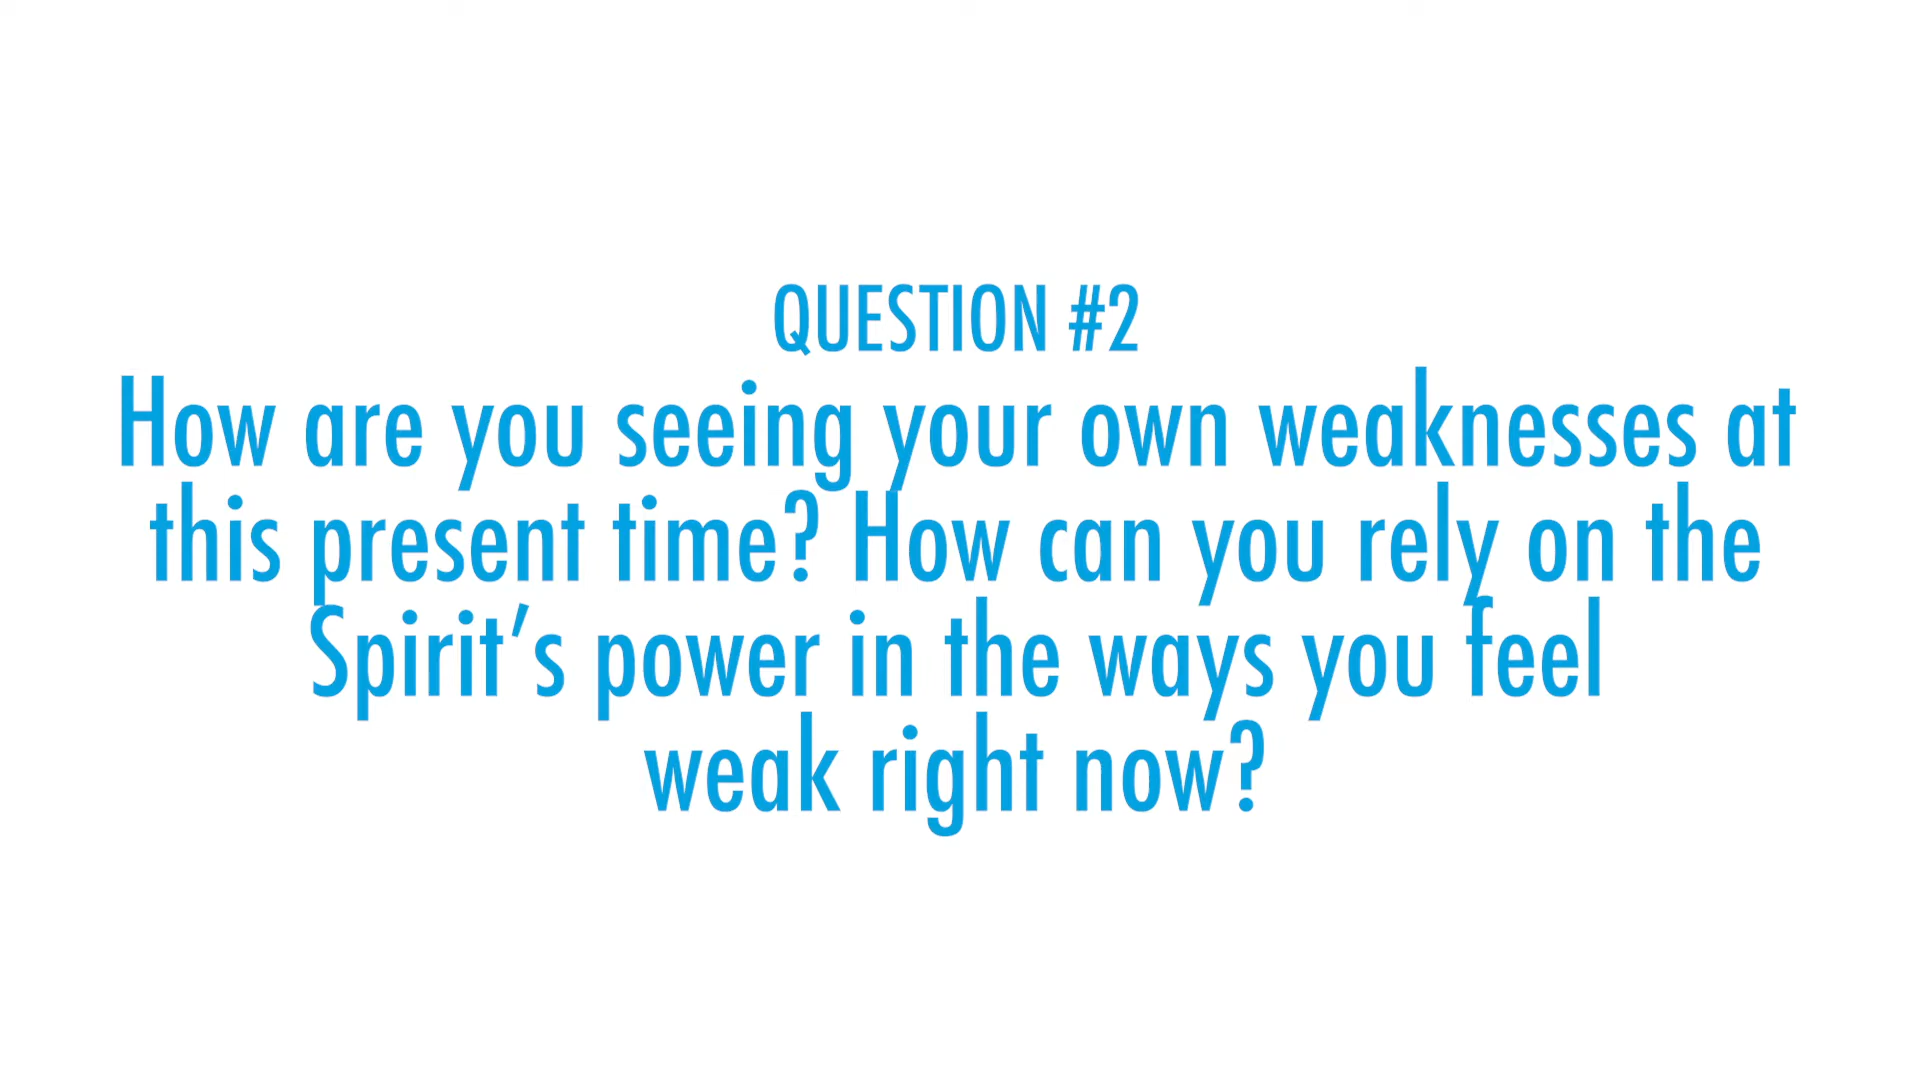 QUESTION #2
How are you seeing your own weaknesses at
this present time? How can you rely on the
Spirit’s power in the ways you feel
weak right now?